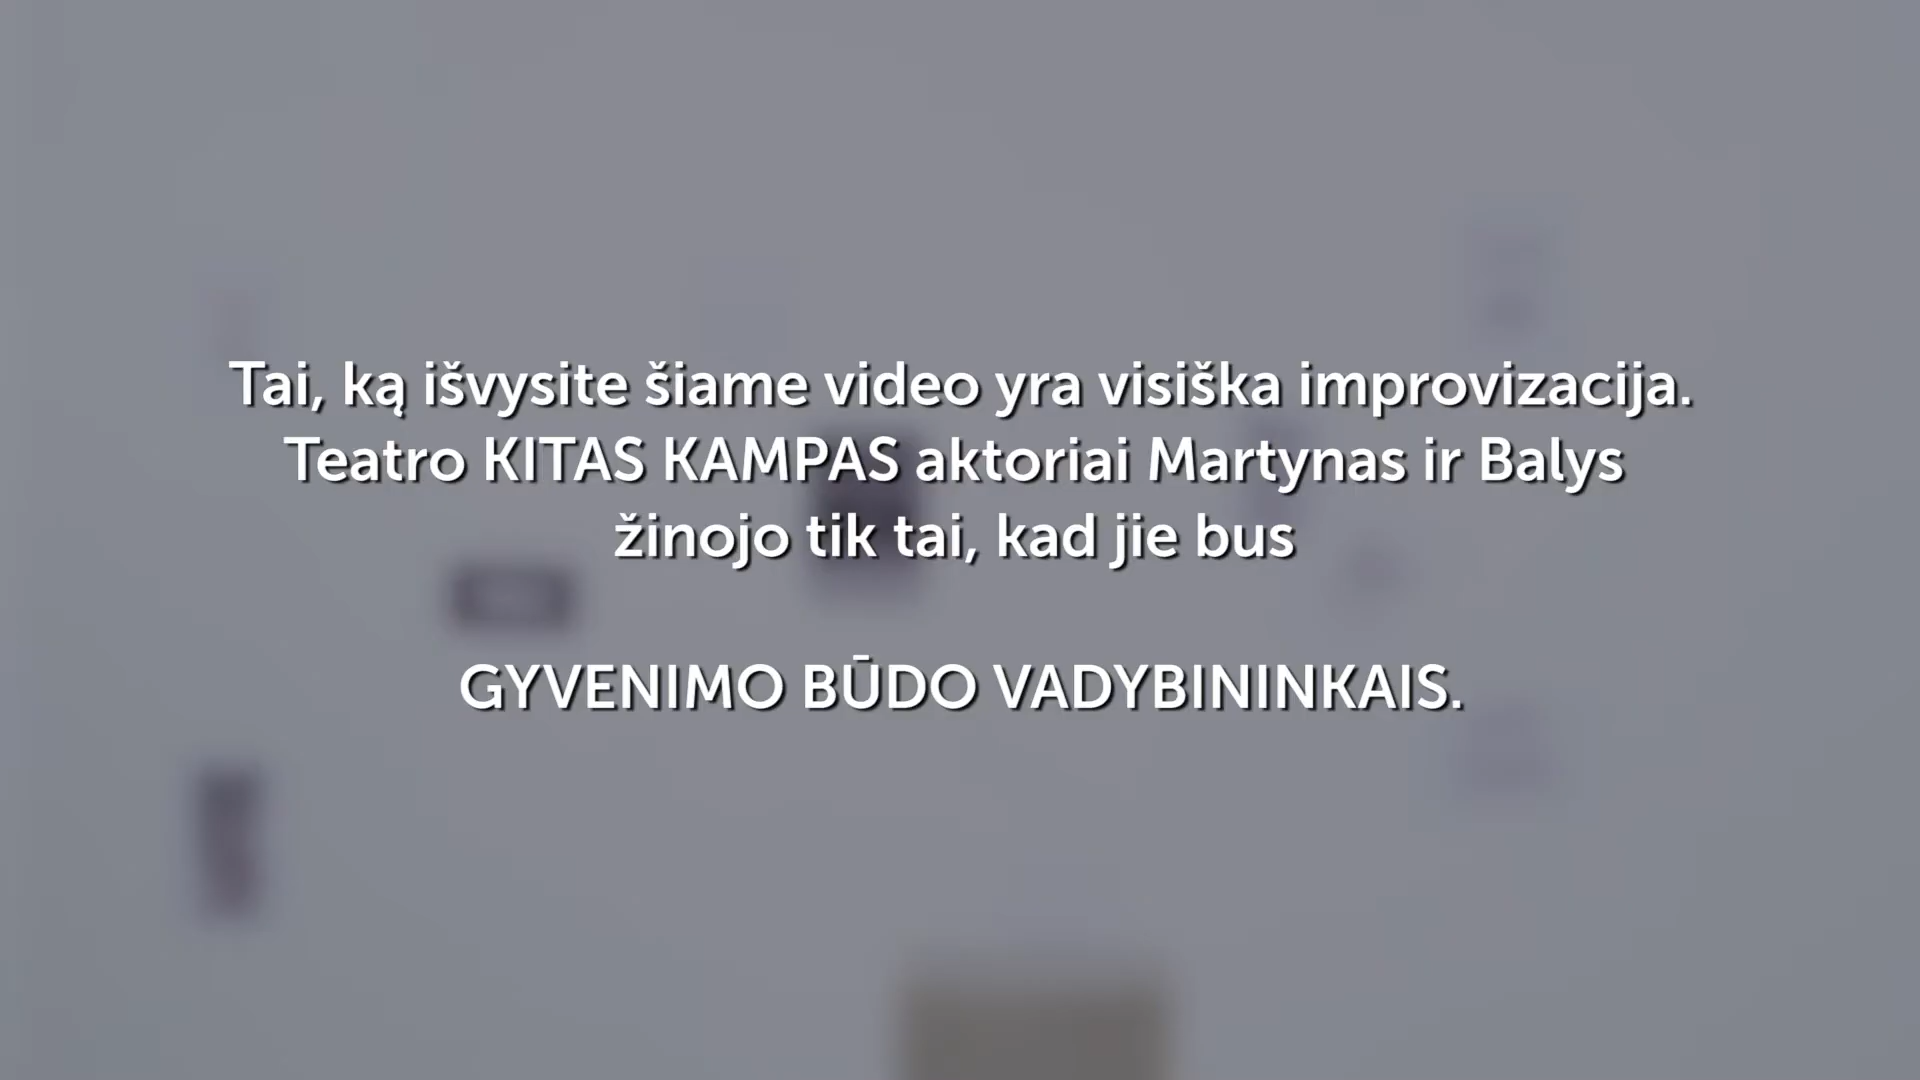 Tai, ką išvysite šiame video yra visiška improvizacija.
Teatro KITAS KAMPAS aktoriai Martynas ir Balys
žinojo tik tai, kad jie bus
GYVENIMO BŪDO VADYBININKAIS.